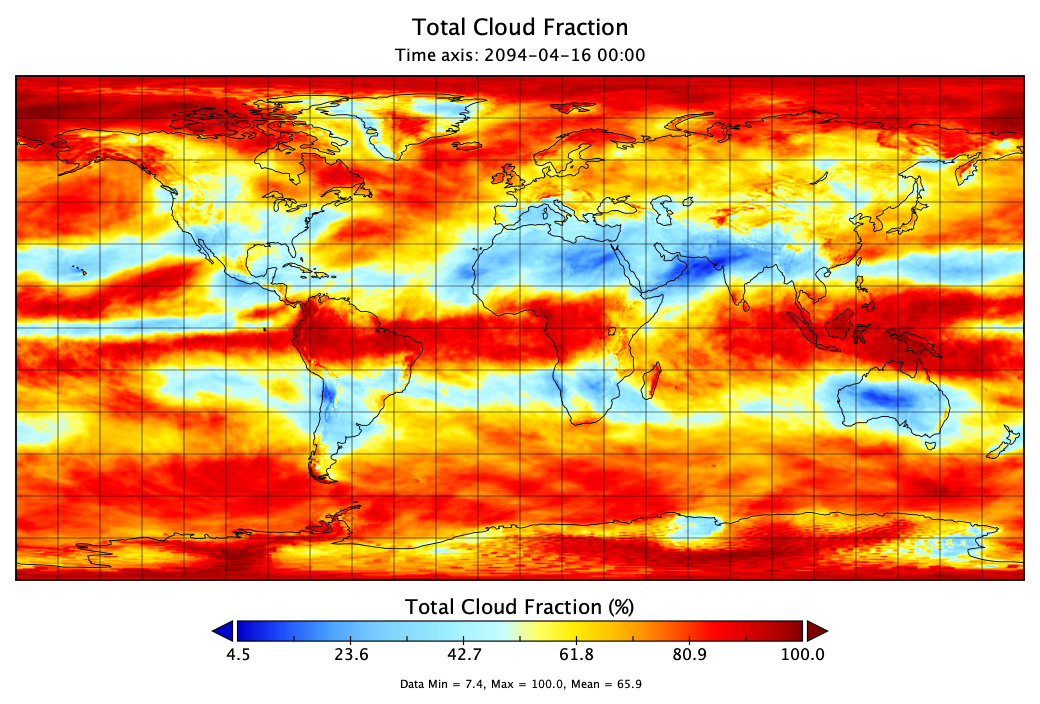 Total Cloud Fraction
Time axis: 2094-04-16 00:00
Total Cloud Fraction (%)
4.5 23.6 42.7 61.8 80.9 100.0
Data Min = 7.4, Max = 100.0, Mean = 65.9